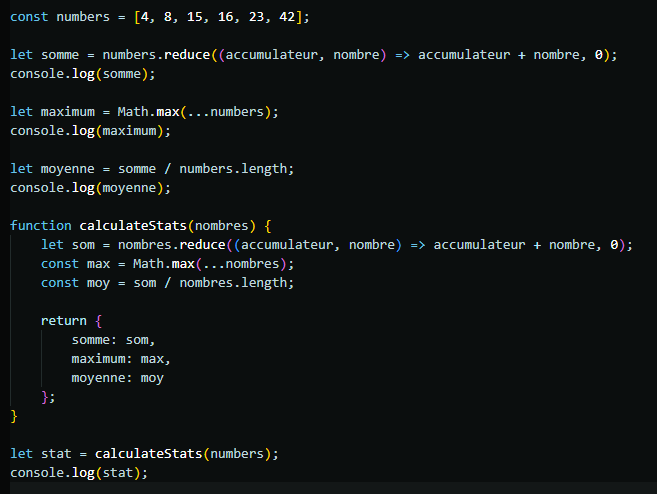 const numbers = [4, 8, 15, 16, 23, 42];
let somme = numbers.reduce((accumulateur, nombre) => accumulateur + nombre, 0);
console.log(somme);
let maximum = Math.max(...numbers);
console.log(maximum);
let moyenne = somme / numbers.length;
console.log(moyenne);
function calculateStats(nombres) {
    let som = nombres.reduce((accumulateur, nombre) => accumulateur + nombre, 0);
    const max = Math.max(...nombres);
    const moy = som / nombres.length;
    return {
        somme: som,
        maximum: max,
        moyenne: moy
    };
}
let stat = calculateStats(numbers);
console.log(stat);